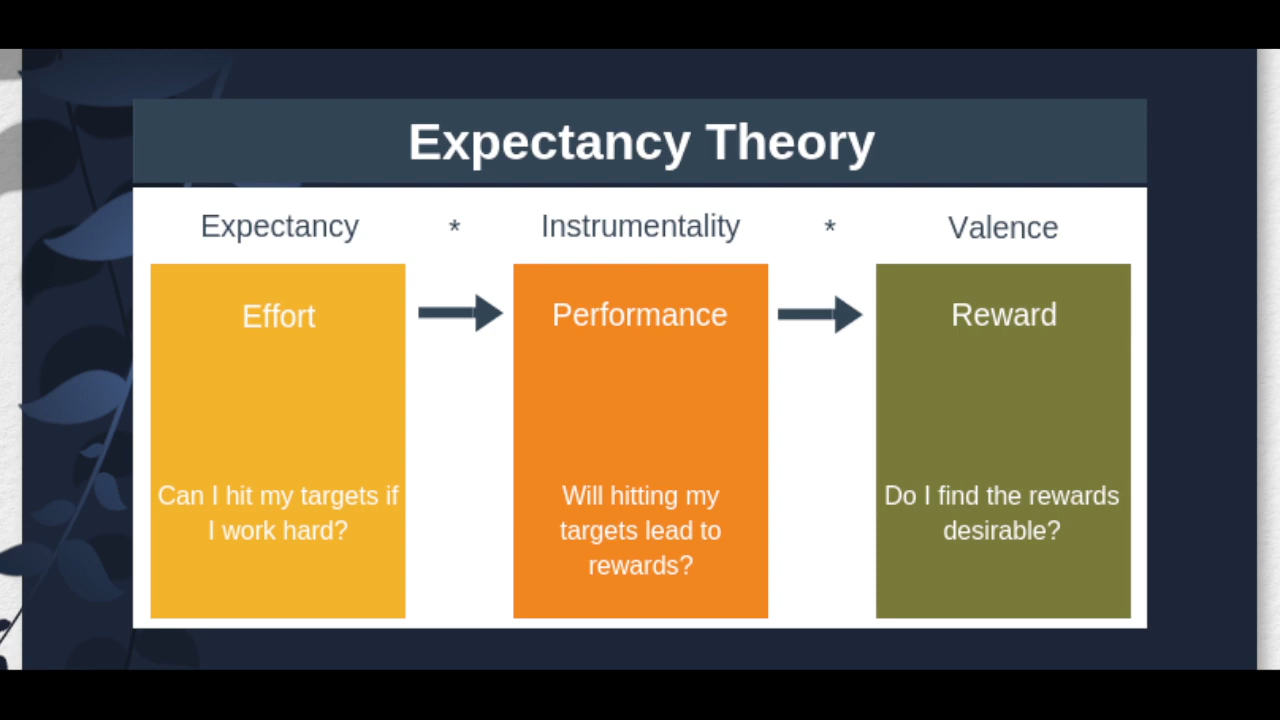 Expectancy Theory
Expectancy * Instrumentality * Valence
Effort
Performance
Reward
Can I hit my targets if
I work hard?
Will hitting my
targets lead to
rewards?
Do I find the rewards
desirable?